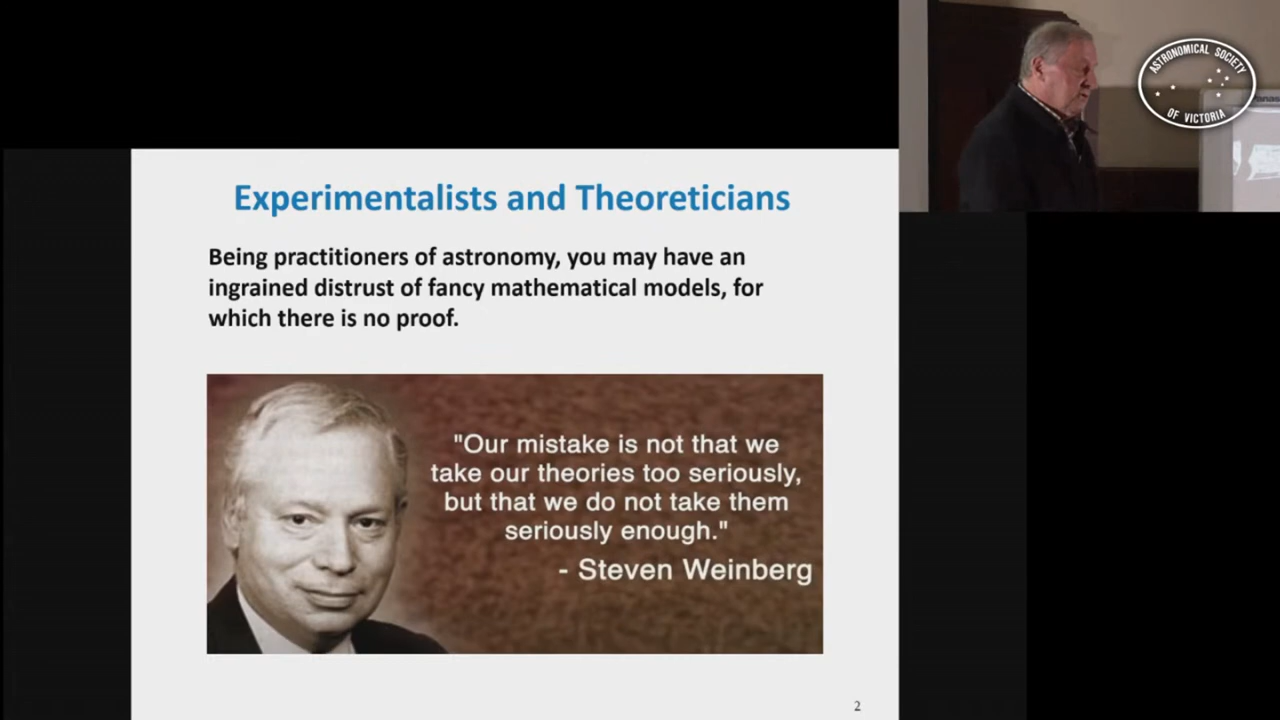 Experimentalists and Theoreticians
Being practitioners of astronomy, you may have an
ingrained distrust of fancy mathematical models, for
which there is no proof.
"Our mistake is not that we
take our theories too seriously,
but that we do not take them
seriously enough."
- Steven Weinberg
2
ASTRONOMICAL SOCIETY
OF VICTORIA